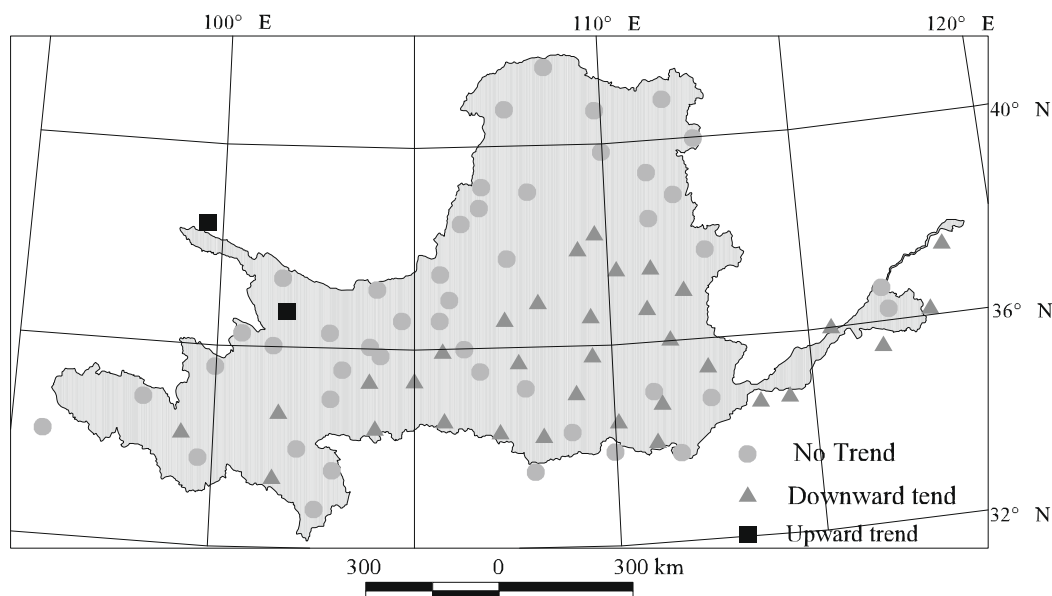 100° E 110° E 120° E
40° N
36° N
No Trend
Downward tend
32° N
Upward trend
300 0 300 km